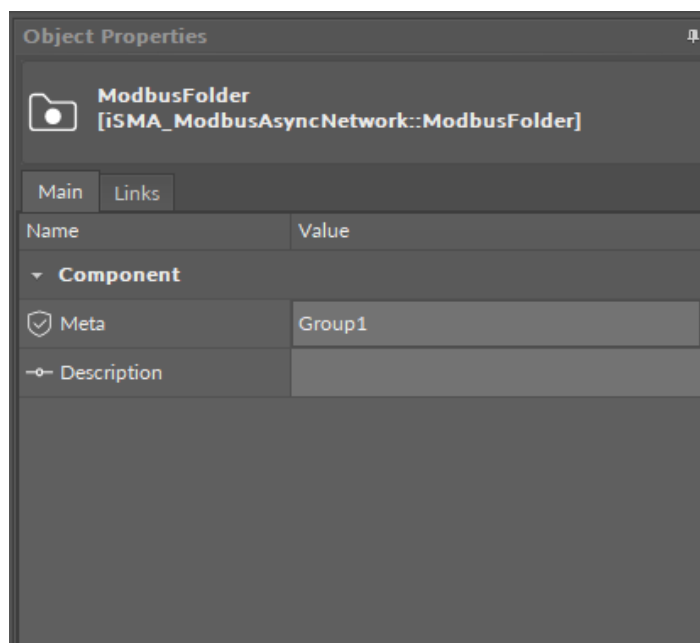 Object Properties
ModbusFolder
[iSMA_ModbusAsyncNetwork::ModbusFolder]
Main Links
Name Value
Component
Meta Group1
Description